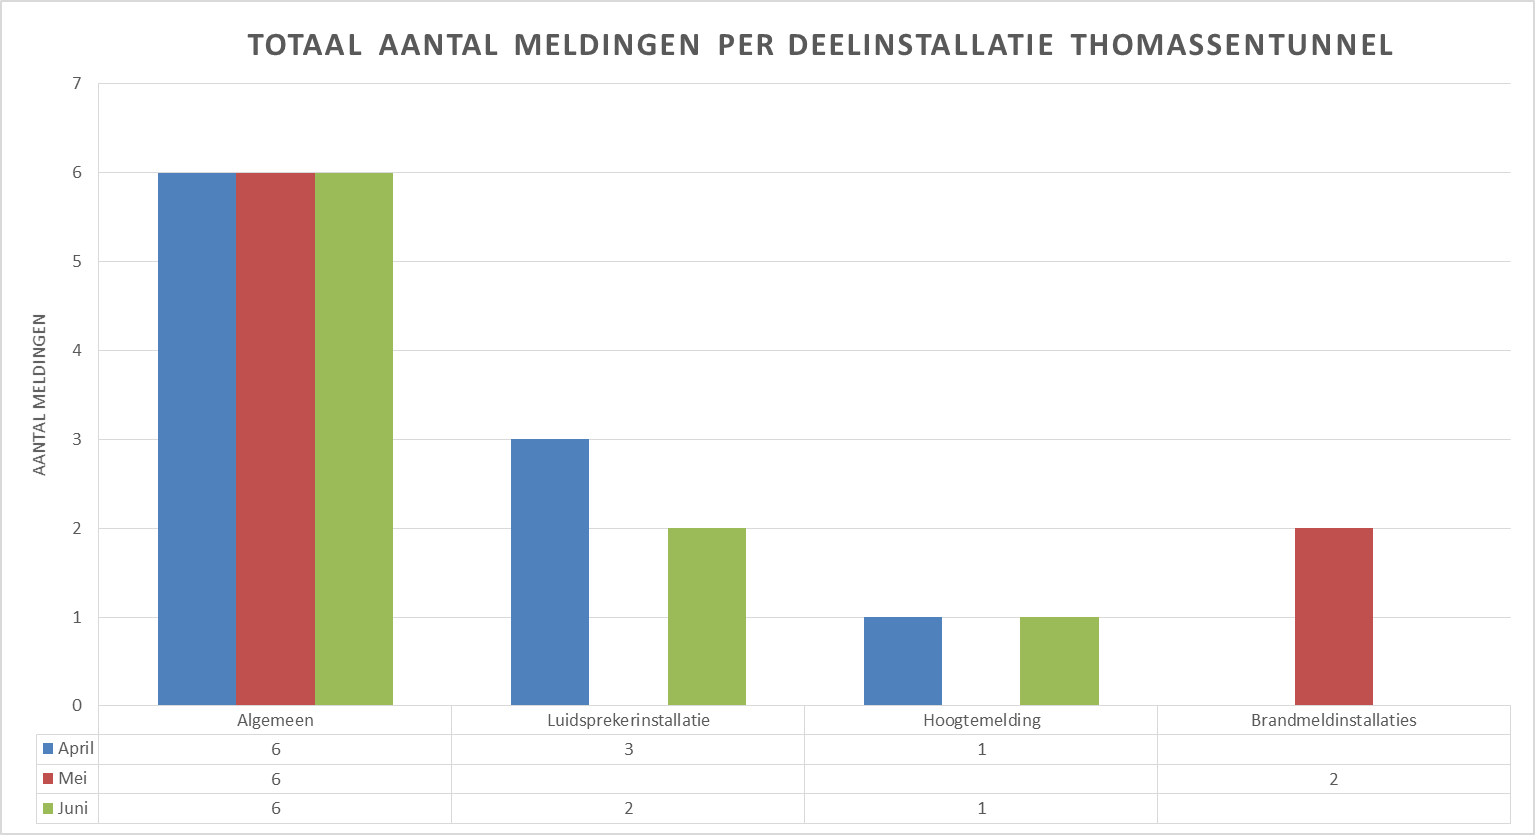 TOTAAL AANTAL MELDINGEN PER DEELINSTALLATIE THOMASSENTUNNEL
AANTAL MELDINGEN
7
6
5
4
3
2
1
0
Algemeen Luidsprekerinstallatie Hoogtemelding Brandmeldinstallaties
April 6 3 1
Mei 6 2
Juni 6 2 1